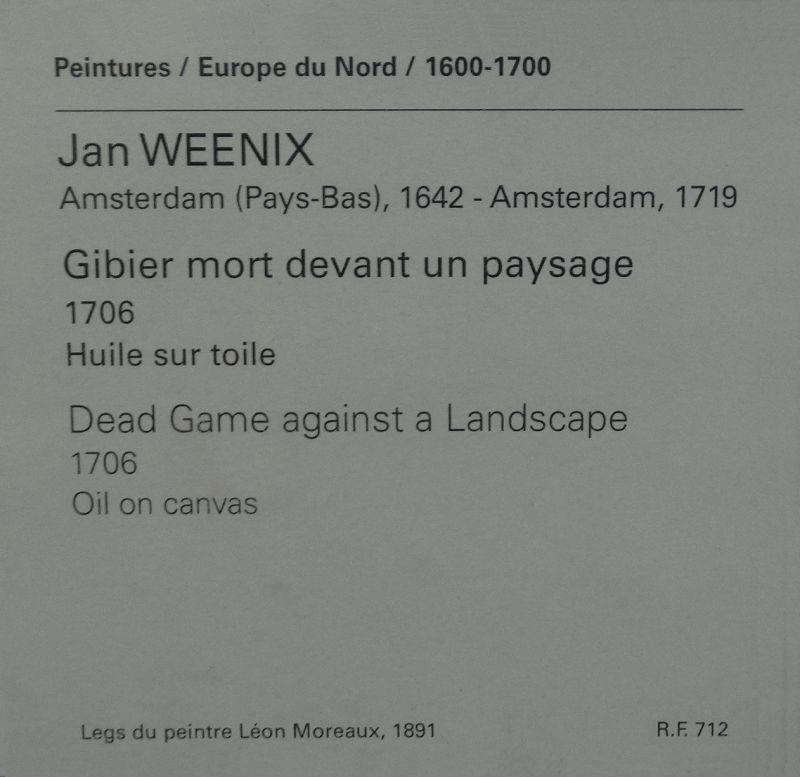 Peintures / Europe du Nord / 1600-1700
Jan WEENIX
Amsterdam (Pays-Bas), 1642 - Amsterdam, 1719
Gibier mort devant un paysage
1706
Huile sur toile
Dead Game against a Landscape
1706
Oil on canvas
Legs du peintre Léon Moreaux, 1891 R.F. 712